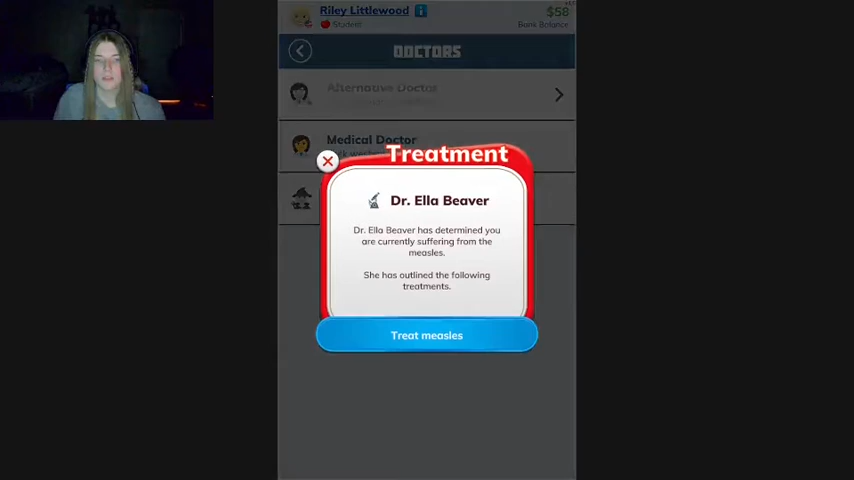 Riley Littlewood
$58
Student
Bank Balance
DOCTORS
Alternative Doctor
Medical Doctor
Treatment
Dr. Ella Beaver
Dr. Ella Beaver has determined you
are currently suffering from the
measles.
She has outlined the following
treatments.
Treat measles